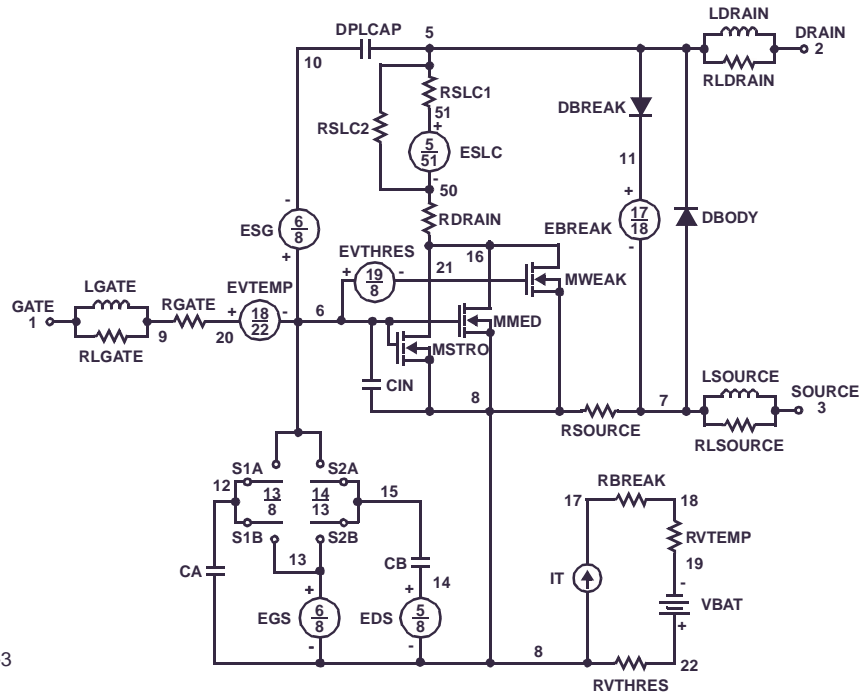 LDRAIN
DPLCAP
5
DRAIN
2
10
RLDRAIN
RSLC1
51
+
DBREAK
RSLC2
5
51
ESLC
11
-
50
-
+
RDRAIN
17
18
EBREAK
DBODY
6
8
ESG
EVTHRES
16
-
+
+
19
8
-
21
MWEAK
LGATE
EVTEMP
GATE
1
RGATE
+
18
22
-
6
MMED
9
20
MSTRO
RLGATE
LSOURCE
CIN
8
7
SOURCE
3
RSOURCE
RLSOURCE
S1A
S2A
12
13
8
14
13
15
RBREAK
17
18
S1B
S2B
RVTEMP
13
CB
19
CA
IT
-
+
+
14
VBAT
EGS
6
8
EDS
5
8
+
-
-
8
22
3
RVTHRES